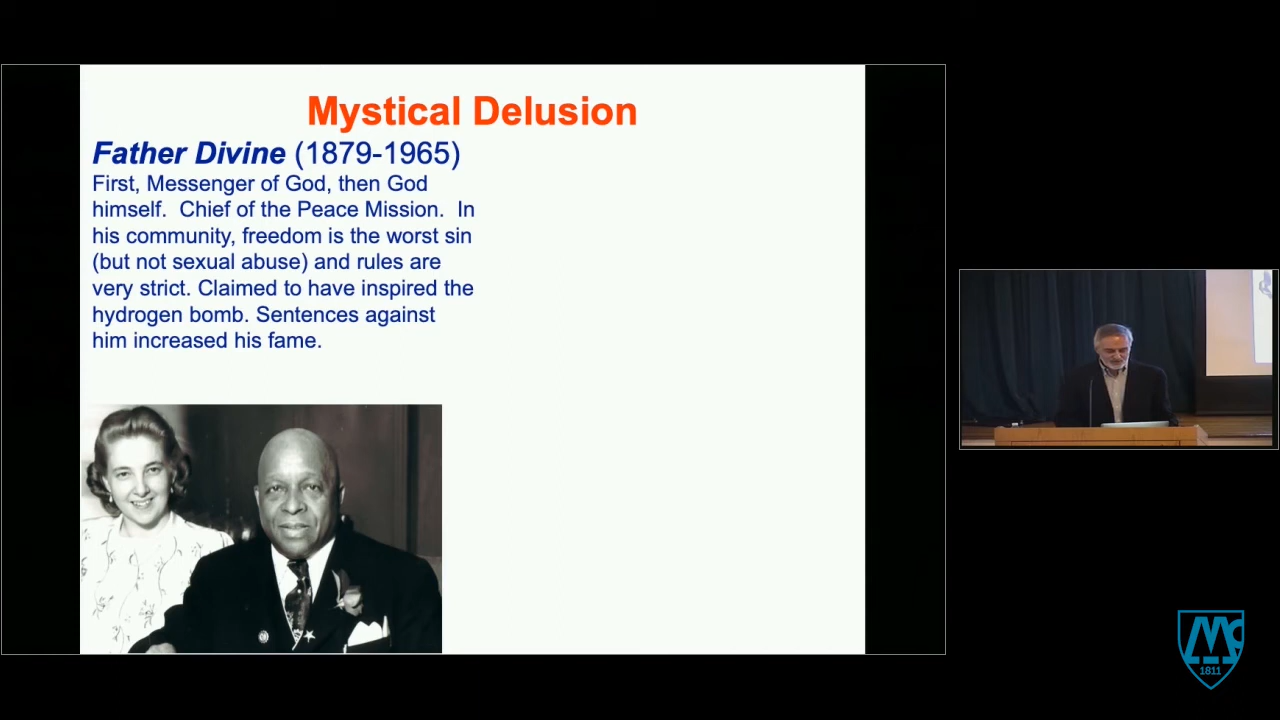 Mystical Delusion
Father Divine (1879-1965)
First, Messenger of God, then God
himself.  Chief of the Peace Mission.  In
his community, freedom is the worst sin
(but not sexual abuse) and rules are
very strict. Claimed to have inspired the
hydrogen bomb. Sentences against
him increased his fame.
Mc
1811